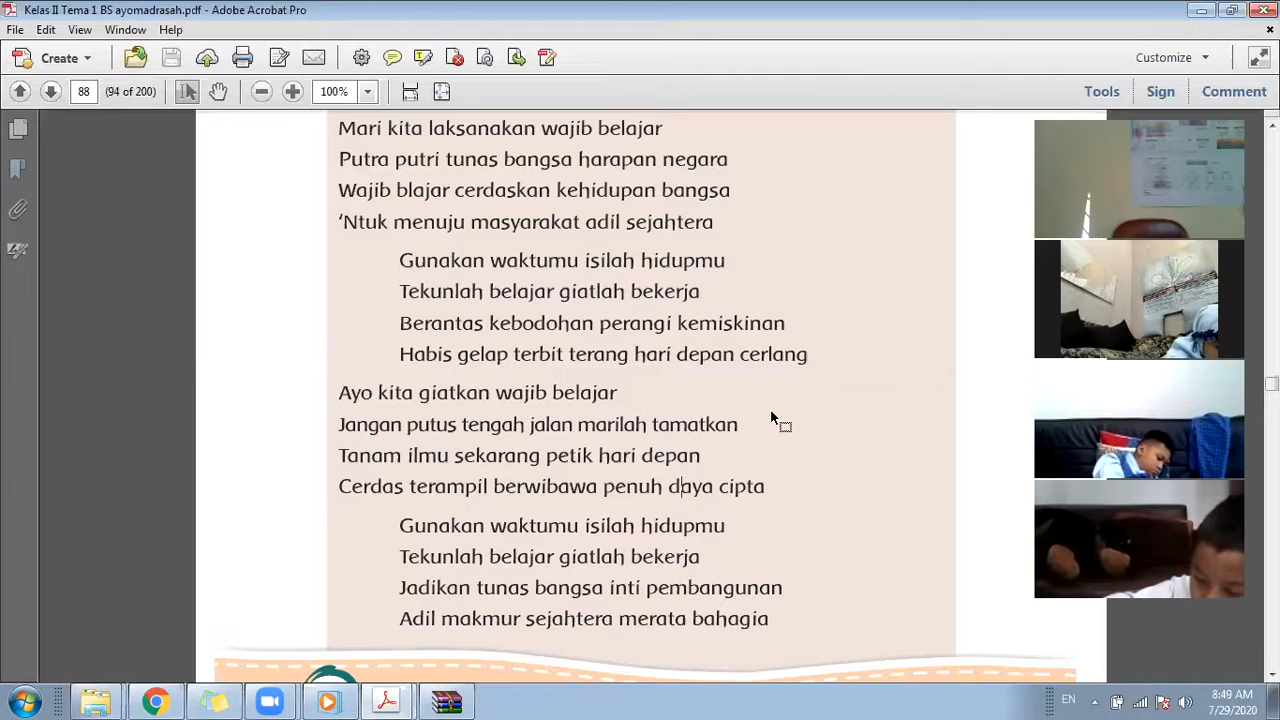 Kelas II Tema 1 BS ayomadrasah.pdf - Adobe Acrobat Pro
File Edit View Window Help
Create Customize
88 (94 of 200) 100% Tools Sign Comment
Mari kita laksanakan wajib belajar
Putra putri tunas bangsa harapan negara
Wajib blajar cerdaskan kehidupan bangsa
‘Ntuk menuju masyarakat adil sejahtera
Gunakan waktumu isilah hidupmu
Tekunlah belajar giatlah bekerja
Berantas kebodohan perangi kemiskinan
Habis gelap terbit terang hari depan cerlang
Ayo kita giatkan wajib belajar
Jangan putus tengah jalan marilah tamatkan
Tanam ilmu sekarang petik hari depan
Cerdas terampil berwibawa penuh daya cipta
Gunakan waktumu isilah hidupmu
Tekunlah belajar giatlah bekerja
Jadikan tunas bangsa inti pembangunan
Adil makmur sejahtera merata bahagia
EN 8:49 AM
7/29/2020